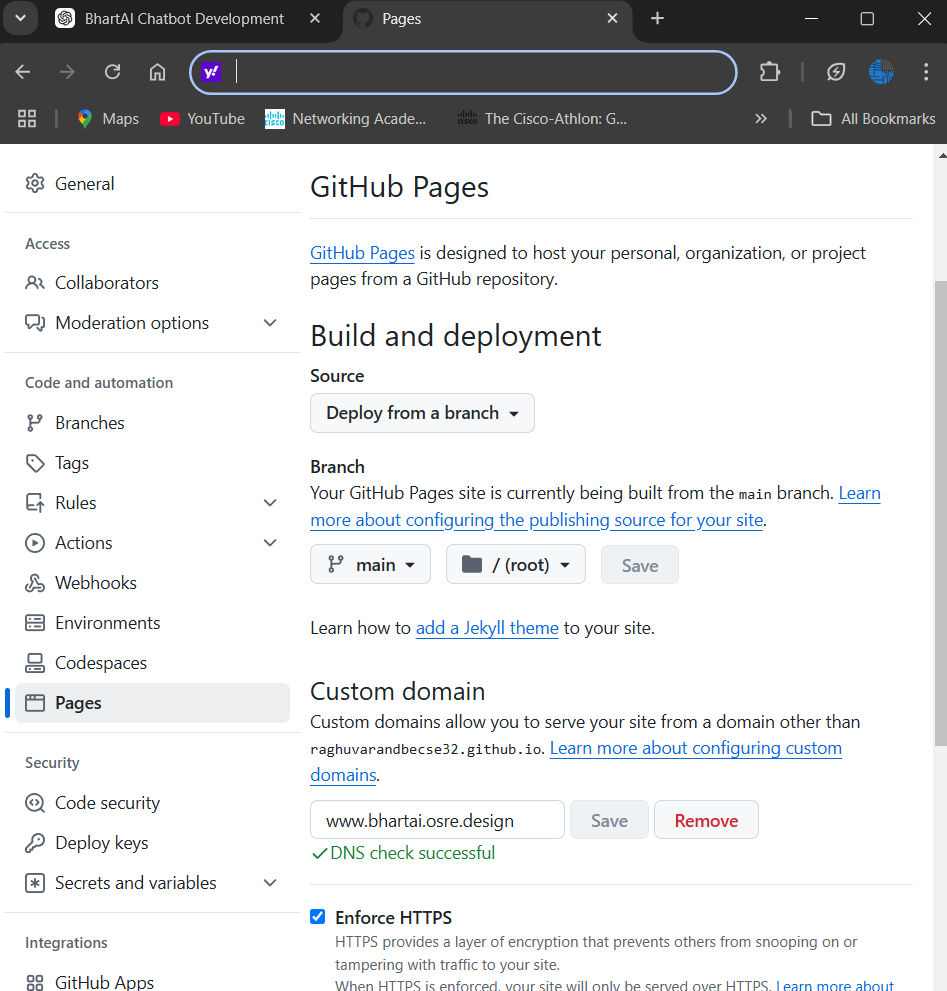 BhartAI Chatbot Development
Pages
y!
Maps
YouTube
Networking Acade...
cisco
The Cisco-Athlon: G...
All Bookmarks
General
Access
Collaborators
Moderation options
Code and automation
Branches
Tags
Rules
Actions
Webhooks
Environments
Codespaces
Pages
Security
Code security
Deploy keys
Secrets and variables
Integrations
GitHub Apps
GitHub Pages
GitHub Pages is designed to host your personal, organization, or project
pages from a GitHub repository.
Build and deployment
Source
Deploy from a branch
Branch
Your GitHub Pages site is currently being built from the main branch. Learn
more about configuring the publishing source for your site.
main
/ (root)
Save
Learn how to add a Jekyll theme to your site.
Custom domain
Custom domains allow you to serve your site from a domain other than
raghuvarandbecse32.github.io. Learn more about configuring custom
domains.
www.bhartai.osre.design
Save
Remove
DNS check successful
Enforce HTTPS
HTTPS provides a layer of encryption that prevents others from snooping on or
tampering with traffic to your site.
When HTTPS is enforced, your site will only be served over HTTPS. Learn more about